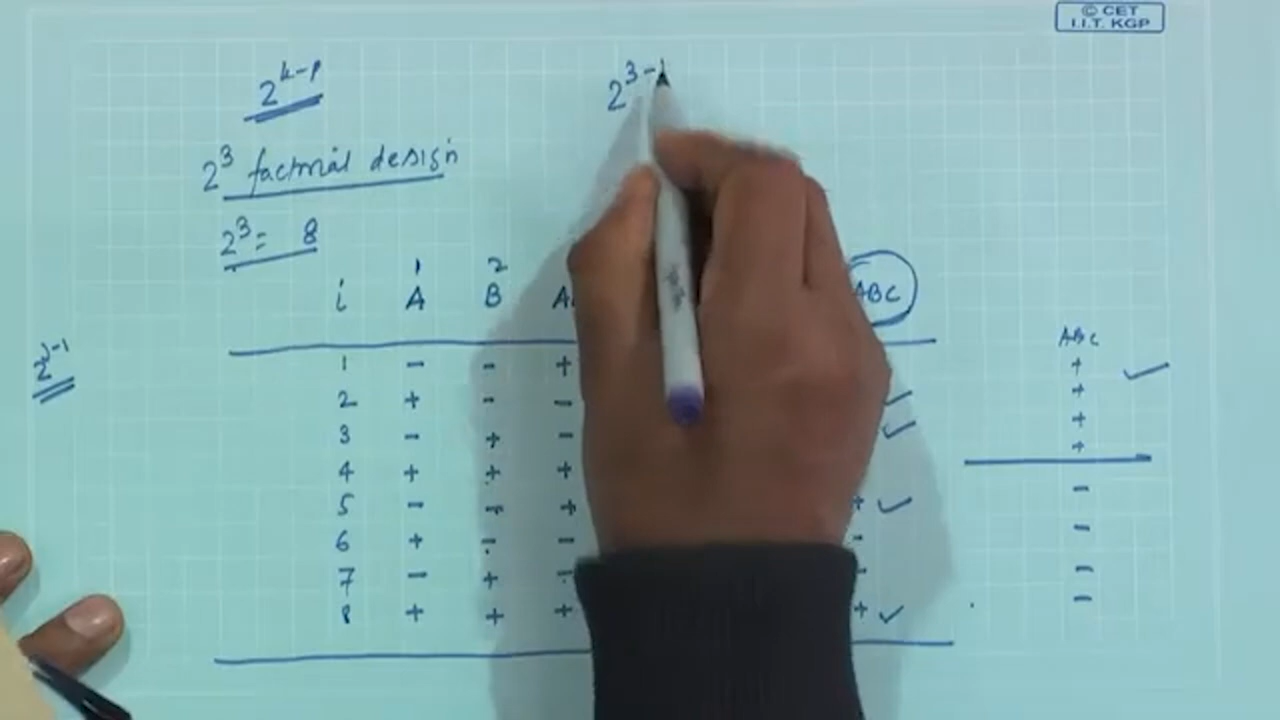 © CET
I.I.T. KGP
2^k-p
2^3-1
2^3 factorial design
2^3 = 8
1 2
i A B ABC
ABC
2^3-1
1 - - + +
2 + - - +
3 - + - +
4 + + + +
5 - - + + -
6 + - - - -
7 - + - - -
8 + + + + -